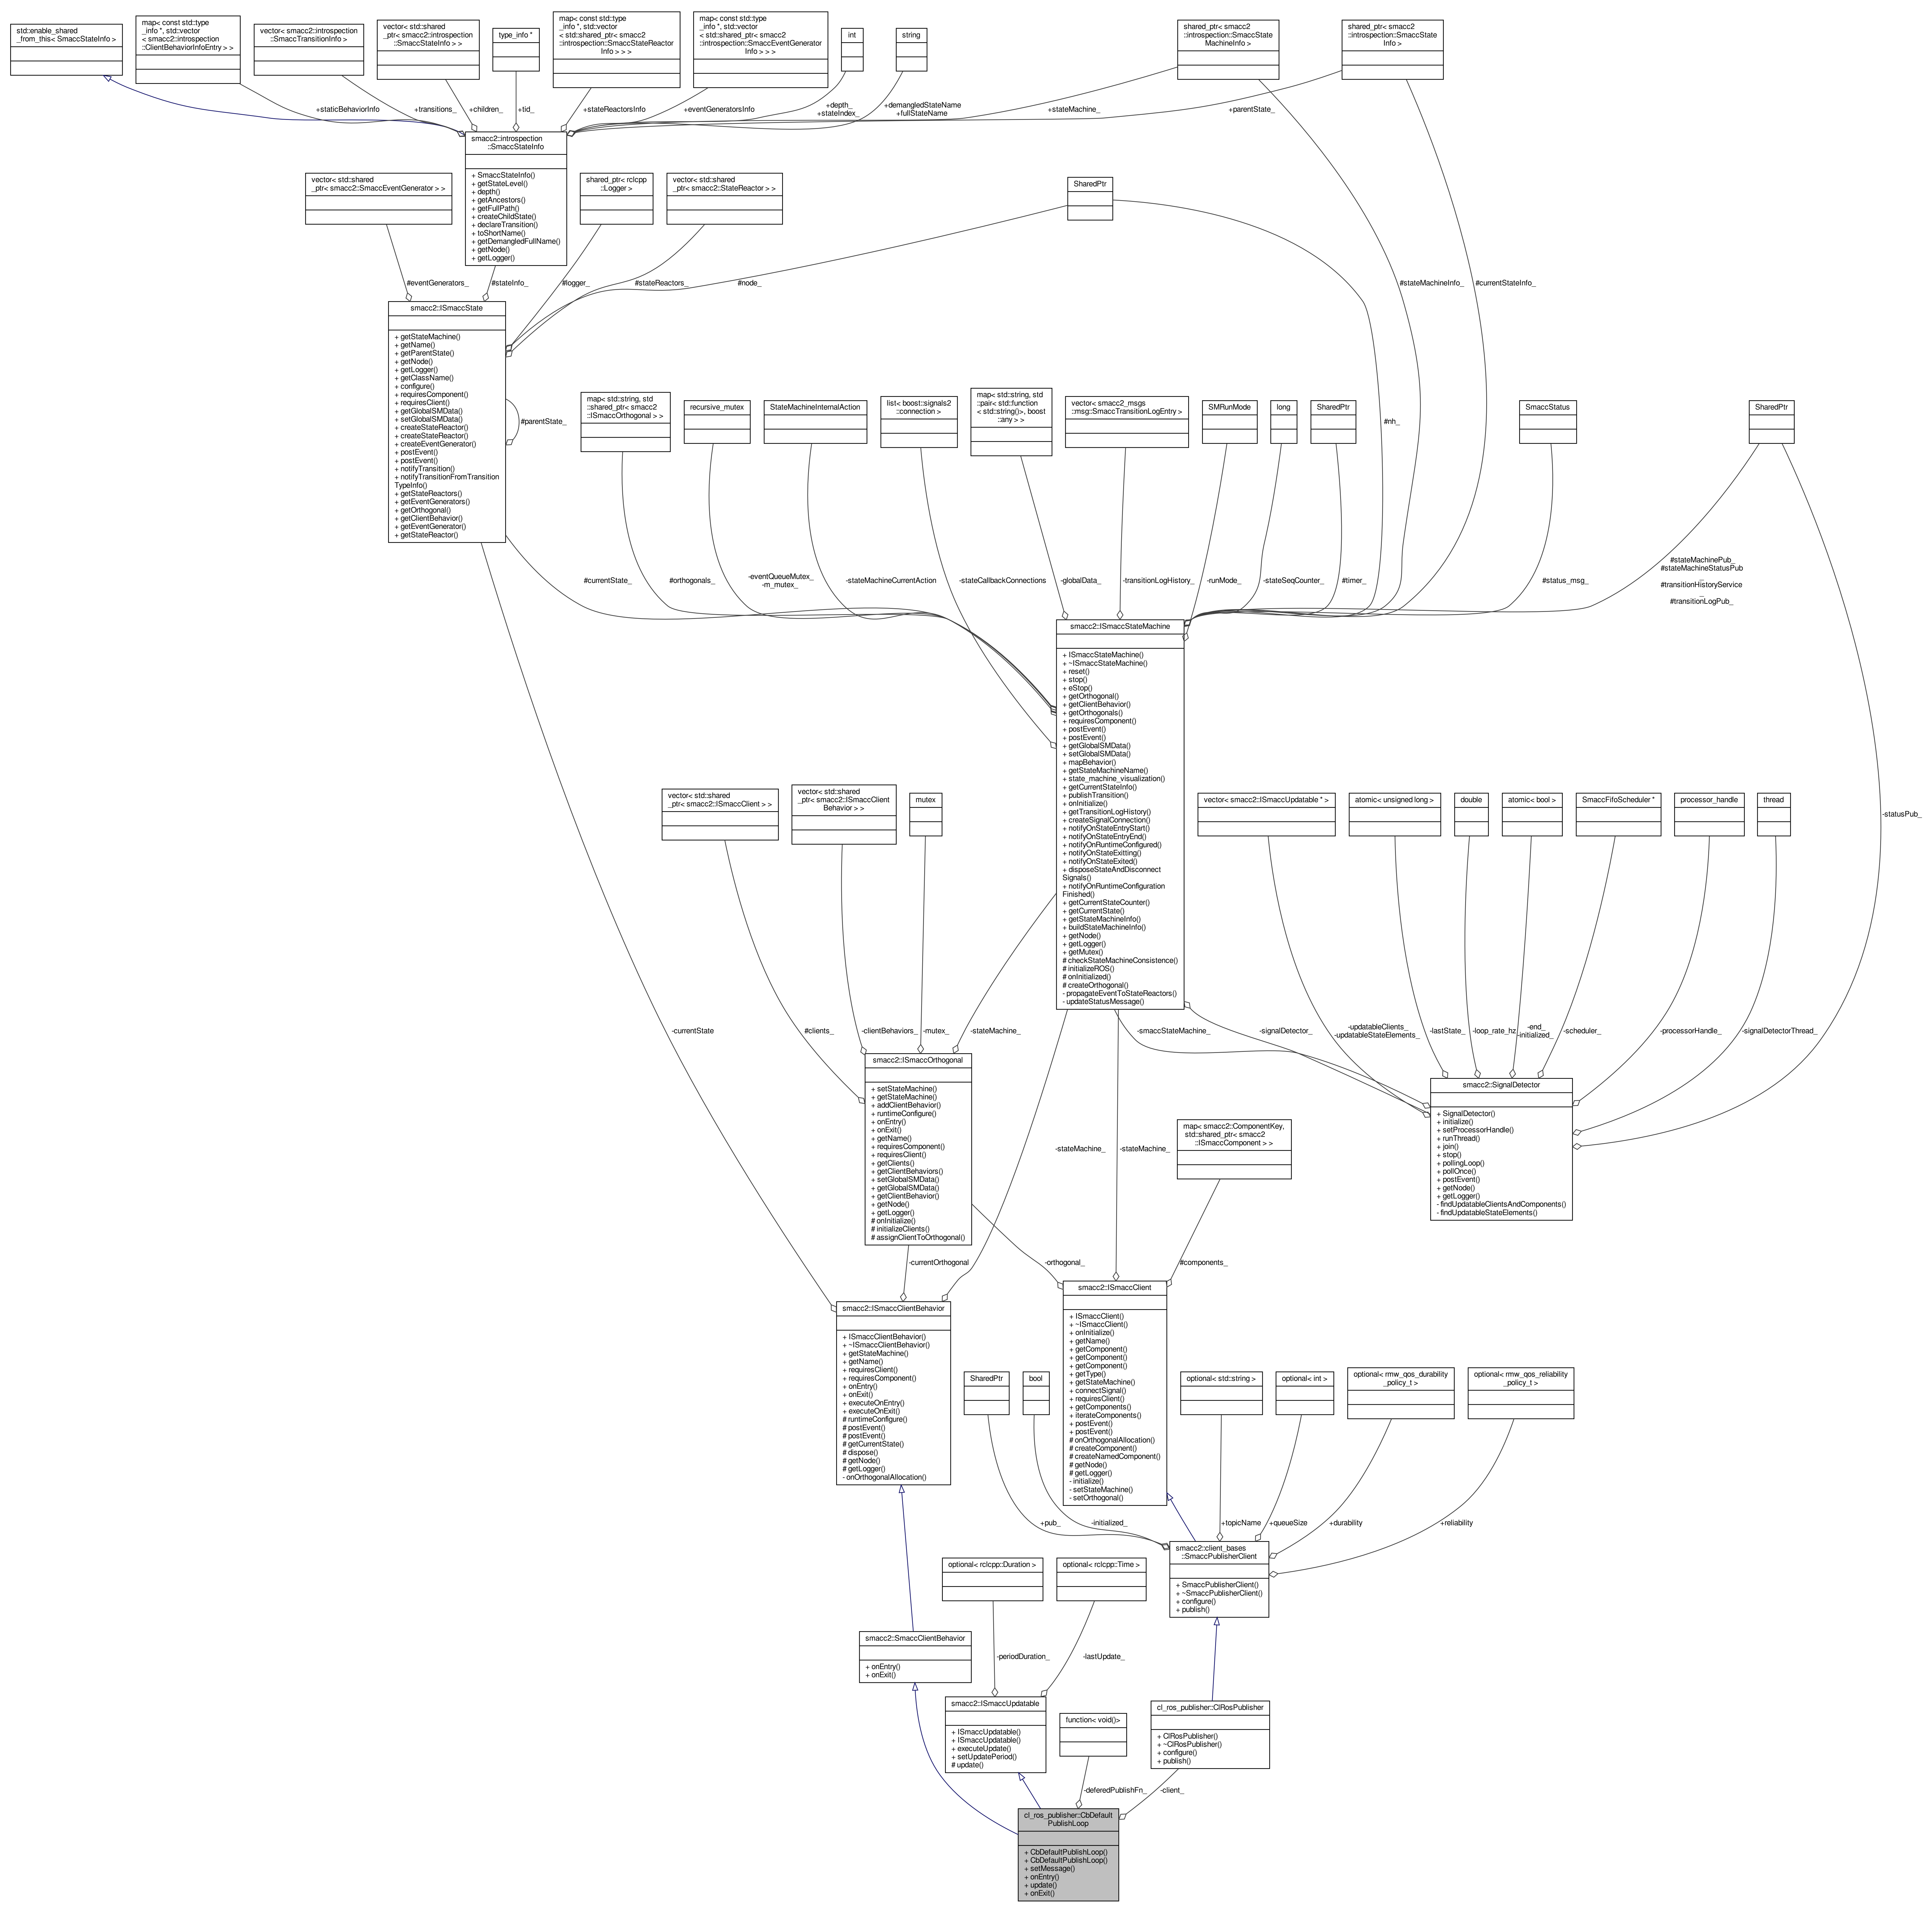 std::enable_shared
_from_this< SmaccStateInfo >
map< const std::type
_info *, std::vector
< smacc2::introspection
::ClientBehaviorInfoEntry > >
vector< smacc2::introspection
::SmaccTransitionInfo >
vector< std::shared
_ptr< smacc2::introspection
::SmaccStateInfo > >
type_info *
map< const std::type
_info *, std::vector
< std::shared_ptr< smacc2
::introspection::SmaccStateReactor
Info > > >
map< const std::type
_info *, std::vector
< std::shared_ptr< smacc2
::introspection::SmaccEventGenerator
Info > > >
int
string
shared_ptr< smacc2
::introspection::SmaccState
MachineInfo >
shared_ptr< smacc2
::introspection::SmaccState
Info >
+staticBehaviorInfo
+transitions_
+children_
+tid_
+stateReactorsInfo
+eventGeneratorsInfo
+depth_
+stateIndex_
+demangledStateName
+fullStateName
+stateMachine_
+parentState_
smacc2::introspection
::SmaccStateInfo
+ SmaccStateInfo()
+ getStateLevel()
+ depth()
+ getAncestors()
+ getFullPath()
+ createChildState()
+ declareTransition()
+ toShortName()
+ getDemangledFullName()
+ getNode()
+ getLogger()
vector< std::shared
_ptr< smacc2::SmaccEventGenerator > >
shared_ptr< rclcpp
::Logger >
vector< std::shared
_ptr< smacc2::StateReactor > >
SharedPtr
#eventGenerators_
#stateInfo_
#logger_
#stateReactors_
#node_
#stateMachineInfo_
#currentStateInfo_
smacc2::ISmaccState
+ getStateMachine()
+ getName()
+ getParentState()
+ getNode()
+ getLogger()
+ getClassName()
+ configure()
+ requiresComponent()
+ requiresClient()
+ getGlobalSMData()
+ setGlobalSMData()
+ createStateReactor()
+ createStateReactor()
+ createEventGenerator()
+ postEvent()
+ postEvent()
+ notifyTransition()
+ notifyTransitionFromTransition
TypeInfo()
+ getStateReactors()
+ getEventGenerators()
+ getOrthogonal()
+ getClientBehavior()
+ getEventGenerator()
+ getStateReactor()
#parentState_
map< std::string, std
::shared_ptr< smacc2
::ISmaccOrthogonal > >
recursive_mutex
StateMachineInternalAction
list< boost::signals2
::connection >
map< std::string, std
::pair< std::function
< std::string()>, boost
::any > >
vector< smacc2_msgs
::msg::SmaccTransitionLogEntry >
SMRunMode
long
SharedPtr
#nh_
SmaccStatus
SharedPtr
#currentState_
#orthogonals_
-eventQueueMutex_
-m_mutex_
-stateMachineCurrentAction
-stateCallbackConnections
-globalData_
-transitionLogHistory_
-runMode_
-stateSeqCounter_
#timer_
#status_msg_
#stateMachinePub_
#stateMachineStatusPub
_
#transitionHistoryService
_
#transitionLogPub_
smacc2::ISmaccStateMachine
+ ISmaccStateMachine()
+ ~ISmaccStateMachine()
+ reset()
+ stop()
+ eStop()
+ getOrthogonal()
+ getClientBehavior()
+ getOrthogonals()
+ requiresComponent()
+ postEvent()
+ postEvent()
+ getGlobalSMData()
+ setGlobalSMData()
+ mapBehavior()
+ getStateMachineName()
+ state_machine_visualization()
+ getCurrentStateInfo()
+ publishTransition()
+ onInitialize()
+ getTransitionLogHistory()
+ createSignalConnection()
+ notifyOnStateEntryStart()
+ notifyOnStateEntryEnd()
+ notifyOnRuntimeConfigured()
+ notifyOnStateExitting()
+ notifyOnStateExited()
+ disposeStateAndDisconnect
Signals()
+ notifyOnRuntimeConfiguration
Finished()
+ getCurrentStateCounter()
+ getCurrentState()
+ getStateMachineInfo()
+ buildStateMachineInfo()
+ getNode()
+ getLogger()
+ getMutex()
# checkStateMachineConsistence()
# initializeROS()
# onInitialized()
# createOrthogonal()
- propagateEventToStateReactors()
- updateStatusMessage()
vector< std::shared
_ptr< smacc2::ISmaccClient > >
vector< std::shared
_ptr< smacc2::ISmaccClient
Behavior > >
mutex
vector< smacc2::ISmaccUpdatable * >
atomic< unsigned long >
double
atomic< bool >
SmaccFifoScheduler *
processor_handle
thread
-statusPub_
-currentState
#clients_
-clientBehaviors_
-mutex_
-stateMachine_
-smaccStateMachine_
-signalDetector_
-updatableClients_
-updatableStateElements_
-lastState_
-loop_rate_hz
-end_
-initialized_
-scheduler_
-processorHandle_
-signalDetectorThread_
smacc2::ISmaccOrthogonal
+ setStateMachine()
+ getStateMachine()
+ addClientBehavior()
+ runtimeConfigure()
+ onEntry()
+ onExit()
+ getName()
+ requiresComponent()
+ requiresClient()
+ getClients()
+ getClientBehaviors()
+ setGlobalSMData()
+ getGlobalSMData()
+ getClientBehavior()
+ getNode()
+ getLogger()
# onInitialize()
# initializeClients()
# assignClientToOrthogonal()
smacc2::SignalDetector
+ SignalDetector()
+ initialize()
+ setProcessorHandle()
+ runThread()
+ join()
+ stop()
+ pollingLoop()
+ pollOnce()
+ postEvent()
+ getNode()
+ getLogger()
- findUpdatableClientsAndComponents()
- findUpdatableStateElements()
-stateMachine_
-stateMachine_
map< smacc2::ComponentKey,
std::shared_ptr< smacc2
::ISmaccComponent > >
-currentOrthogonal
-orthogonal_
#components_
smacc2::ISmaccClientBehavior
+ ISmaccClientBehavior()
+ ~ISmaccClientBehavior()
+ getStateMachine()
+ getName()
+ requiresClient()
+ requiresComponent()
+ onEntry()
+ onExit()
+ executeOnEntry()
+ executeOnExit()
# runtimeConfigure()
# postEvent()
# postEvent()
# getCurrentState()
# dispose()
# getNode()
# getLogger()
- onOrthogonalAllocation()
smacc2::ISmaccClient
+ ISmaccClient()
+ ~ISmaccClient()
+ onInitialize()
+ getName()
+ getComponent()
+ getComponent()
+ getComponent()
+ getType()
+ getStateMachine()
+ connectSignal()
+ requiresClient()
+ getComponents()
+ iterateComponents()
+ postEvent()
+ postEvent()
# onOrthogonalAllocation()
# createComponent()
# createNamedComponent()
# getNode()
# getLogger()
- initialize()
- setStateMachine()
- setOrthogonal()
SharedPtr
bool
optional< std::string >
optional< int >
optional< rmw_qos_durability
_policy_t >
optional< rmw_qos_reliability
_policy_t >
+pub_
-initialized_
+topicName
+queueSize
+durability
+reliability
smacc2::client_bases
::SmaccPublisherClient
+ SmaccPublisherClient()
+ ~SmaccPublisherClient()
+ configure()
+ publish()
optional< rclcpp::Duration >
optional< rclcpp::Time >
smacc2::SmaccClientBehavior
+ onEntry()
+ onExit()
-periodDuration_
-lastUpdate_
smacc2::ISmaccUpdatable
+ ISmaccUpdatable()
+ ISmaccUpdatable()
+ executeUpdate()
+ setUpdatePeriod()
# update()
function< void()>
cl_ros_publisher::ClRosPublisher
+ ClRosPublisher()
+ ~ClRosPublisher()
+ configure()
+ publish()
-deferedPublishFn_
-client_
cl_ros_publisher::CbDefault
PublishLoop
+ CbDefaultPublishLoop()
+ CbDefaultPublishLoop()
+ setMessage()
+ onEntry()
+ update()
+ onExit()